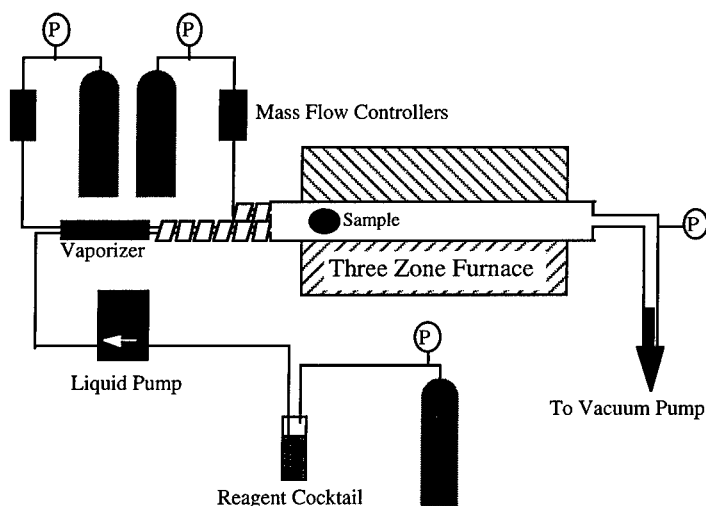 P
P
Mass Flow Controllers
Sample
P
Vaporizer
Three Zone Furnace
P
Liquid Pump
To Vacuum Pump
Reagent Cocktail